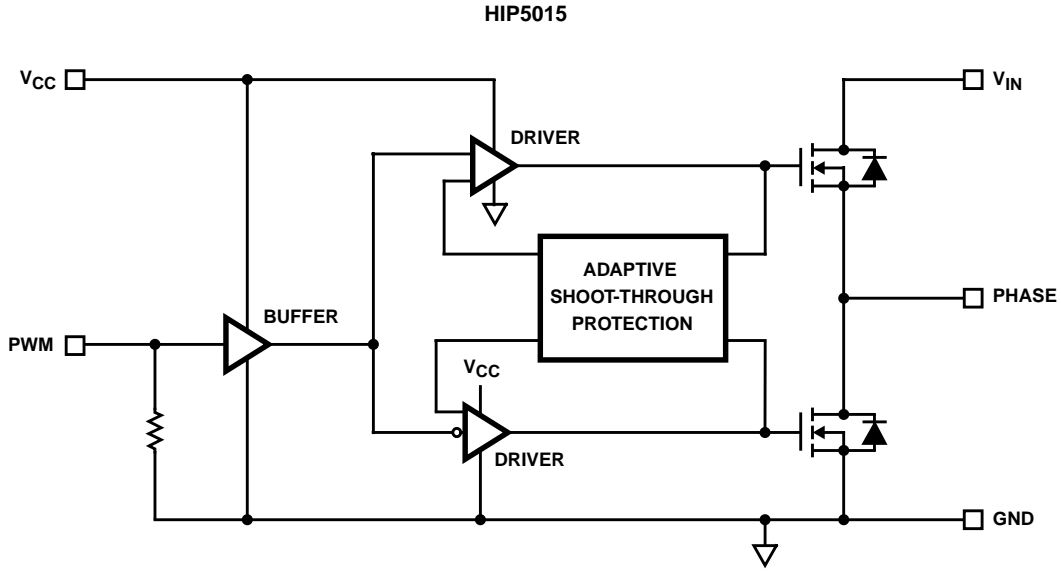 HIP5015
VCC
VIN
DRIVER
ADAPTIVE
SHOOT-THROUGH
PROTECTION
PHASE
BUFFER
PWM
VCC
DRIVER
GND